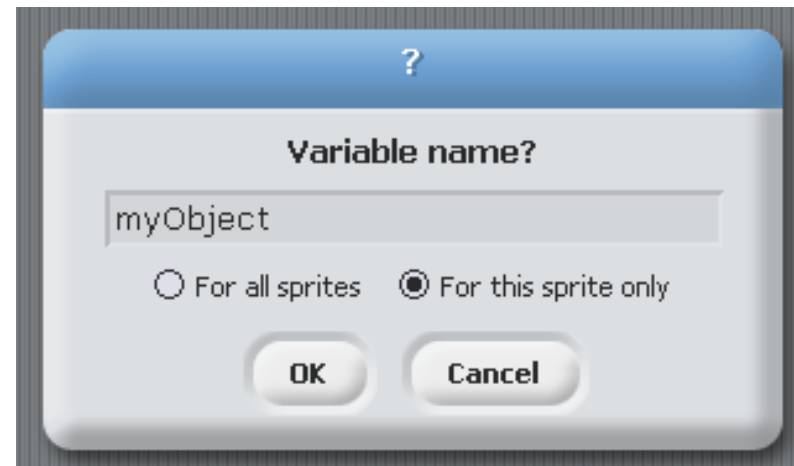 ?
Variable name?
myObject
For all sprites For this sprite only
OK Cancel